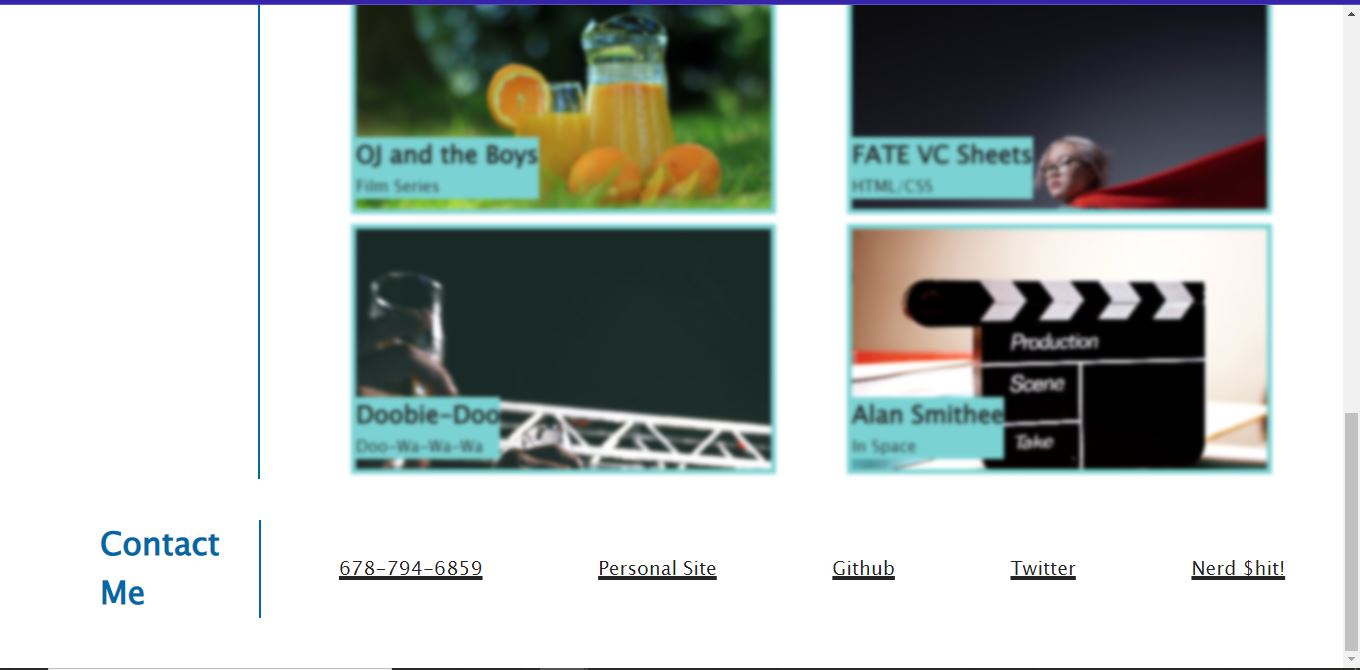 OJ and the Boys
Film Series
FATE VC Sheets
HTML/CSS
Doobie-Doo
Doo-Wa-Wa-Wa
Production
Scene
Take
Alan Smithee
In Space
Contact
Me
678-794-6859
Personal Site
Github
Twitter
Nerd $hit!